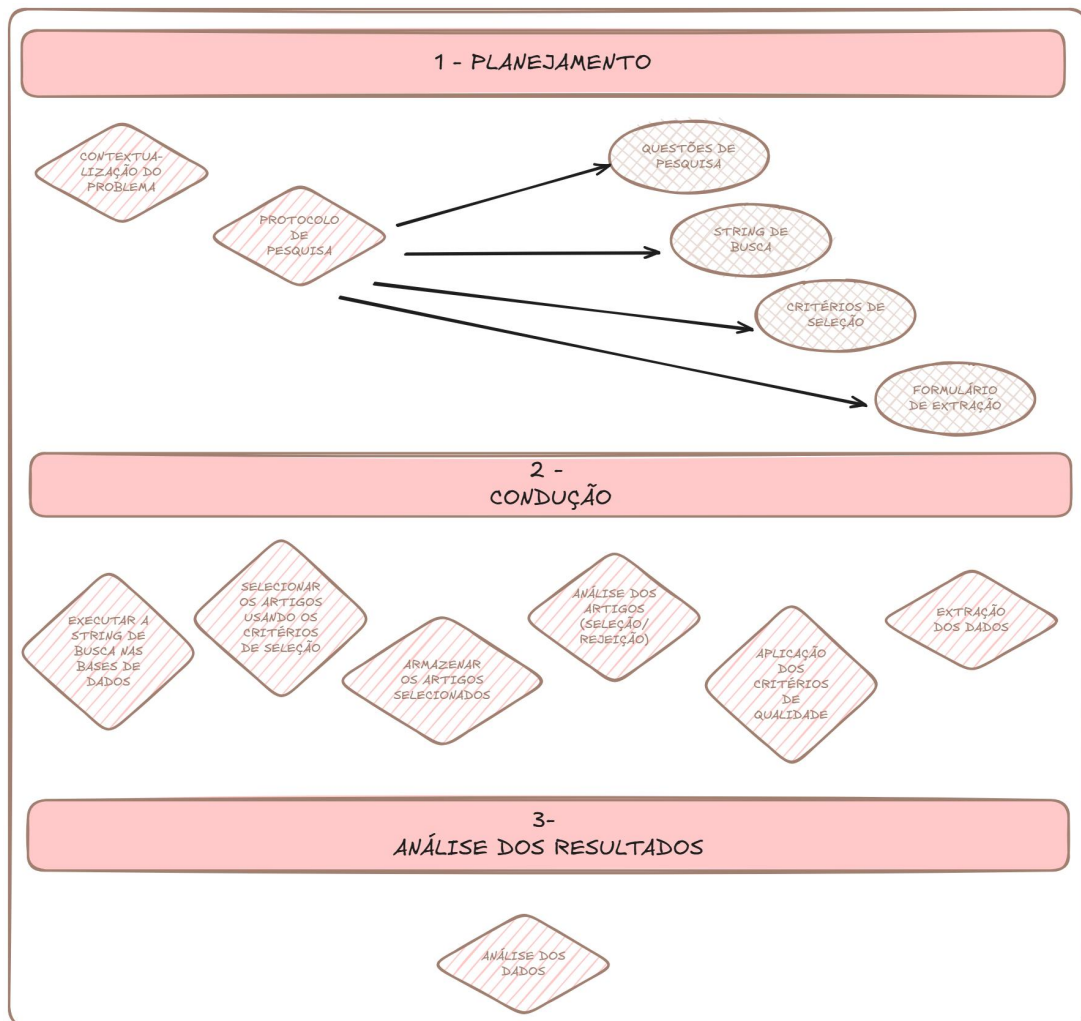 1 - PLANEJAMENTO
CONTEXTUA-
LIZAÇÃO DO
PROBLEMA
PROTOCOLO
DE
PESQUISA
QUESTÕES DE
PESQUISA
STRING DE
BUSCA
CRITÉRIOS DE
SELEÇÃO
FORMULÁRIO
DE EXTRAÇÃO
2 -
CONDUÇÃO
EXECUTAR A
STRING DE
BUSCA NAS
BASES DE
DADOS
SELECIONAR
OS ARTIGOS
USANDO OS
CRITÉRIOS
DE SELEÇÃO
ARMAZENAR
OS ARTIGOS
SELECIONADOS
ANÁLISE DOS
ARTIGOS
(SELEÇÃO/
REJEIÇÃO)
APLICAÇÃO
DOS
CRITÉRIOS
DE
QUALIDADE
EXTRAÇÃO
DOS DADOS
3-
ANÁLISE DOS RESULTADOS
ANÁLISE DOS
DADOS